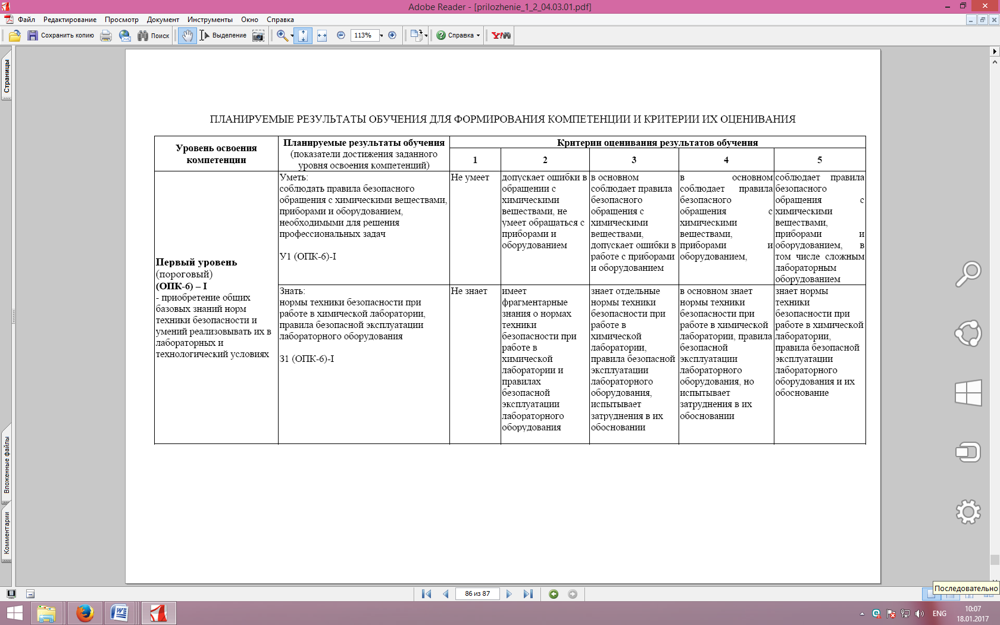 Adobe Reader - [prilozhenie_1_2_04.03.01.pdf]
Файл Редактирование Просмотр Документ Инструменты Окно Справка
Сохранить копию Поиск Выделение 113% Справка Y!
Страницы
Вложенные файлы
Комментарии
ПЛАНИРУЕМЫЕ РЕЗУЛЬТАТЫ ОБУЧЕНИЯ ДЛЯ ФОРМИРОВАНИЯ КОМПЕТЕНЦИИ И КРИТЕРИИ ИХ ОЦЕНИВАНИЯ
Уровень освоения
компетенции
Планируемые результаты обучения
(показатели достижения заданного
уровня освоения компетенций)
Критерии оценивания результатов обучения
1 2 3 4 5
Первый уровень
(пороговый)
(ОПК-6) – I
- приобретение общих
базовых знаний норм
техники безопасности и
умений реализовывать их в
лабораторных и
технологический условиях
Уметь:
соблюдать правила безопасного
обращения с химическими веществами,
приборами и оборудованием,
необходимыми для решения
профессиональных задач
У1 (ОПК-6)-I
Не умеет
допускает ошибки в
обращении с
химическими
веществами, не
умеет обращаться с
приборами и
оборудованием
в основном
соблюдает правила
безопасного
обращения с
химическими
веществами,
допускает ошибки в
работе с приборами
и оборудованием
в основном
соблюдает правила
безопасного
обращения с
химическими
веществами,
приборами и
оборудованием,
соблюдает правила
безопасного
обращения с
химическими
веществами,
приборами и
оборудованием, в
том числе сложным
лабораторным
оборудованием
Знать:
нормы техники безопасности при
работе в химической лаборатории,
правила безопасной эксплуатации
лабораторного оборудования
З1 (ОПК-6)-I
Не знает
имеет
фрагментарные
знания о нормах
техники
безопасности при
работе в
химической
лаборатории и
правилах
безопасной
эксплуатации
лабораторного
оборудования
знает отдельные
нормы техники
безопасности при
работе в
химической
лаборатории,
правила безопасной
эксплуатации
лабораторного
оборудования,
испытывает
затруднения в их
обосновании
в основном знает
нормы техники
безопасности при
работе в химической
лаборатории, правила
безопасной
эксплуатации
лабораторного
оборудования, но
испытывает
затруднения в их
обосновании
знает нормы
техники
безопасности при
работе в химической
лаборатории,
правила безопасной
эксплуатации
лабораторного
оборудования и их
обоснование
Последовательно
86 из 87
ENG
10:07
18.01.2017